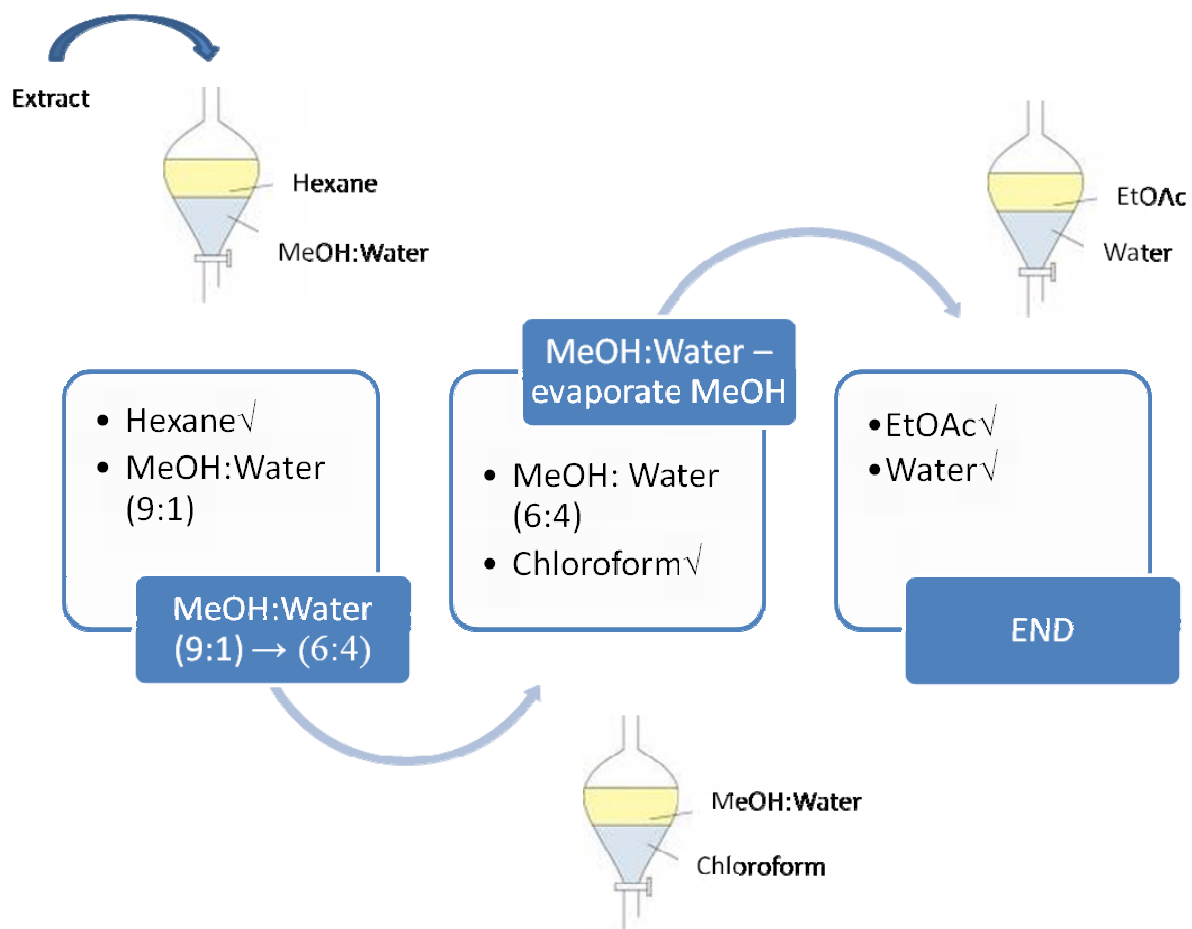 Extract
Hexane
MeOH:Water
EtOAc
Water
• Hexane√
• MeOH:Water
(9:1)
MeOH:Water
(9:1) → (6:4)
MeOH:Water –
evaporate MeOH
• MeOH: Water
(6:4)
• Chloroform√
•EtOAc√
•Water√
END
MeOH:Water
Chloroform